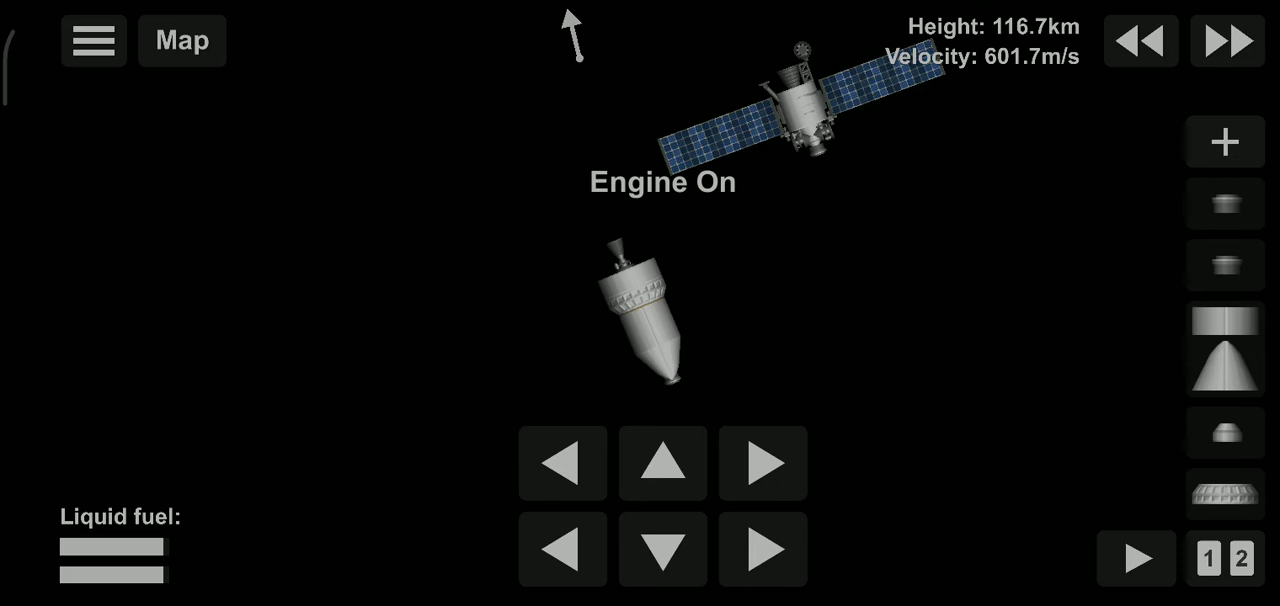 Map
Height: 116.7km
Velocity: 601.7m/s
Engine On
Liquid fuel:
1 2